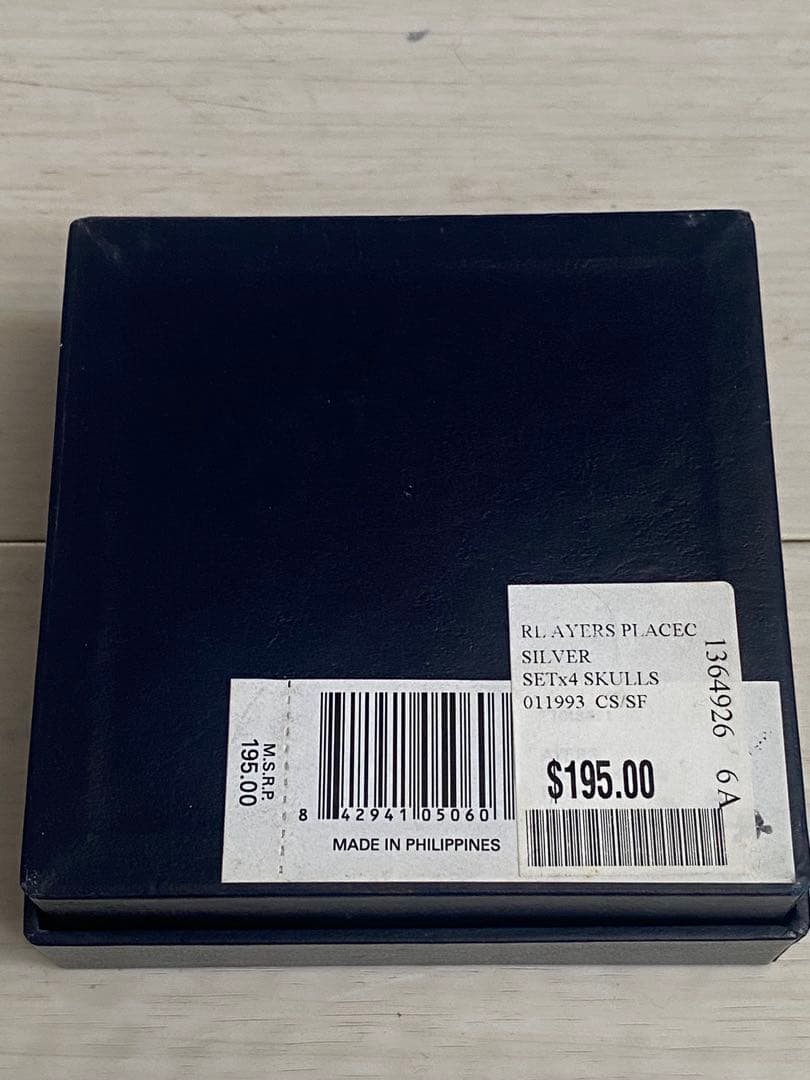 RL AYERS PLACEC
SILVER
SETx4 SKULLS
011993 CS/SF
$195.00
1364926 6A
M.S.R.P.
195.00
8 42941 05060
MADE IN PHILIPPINES